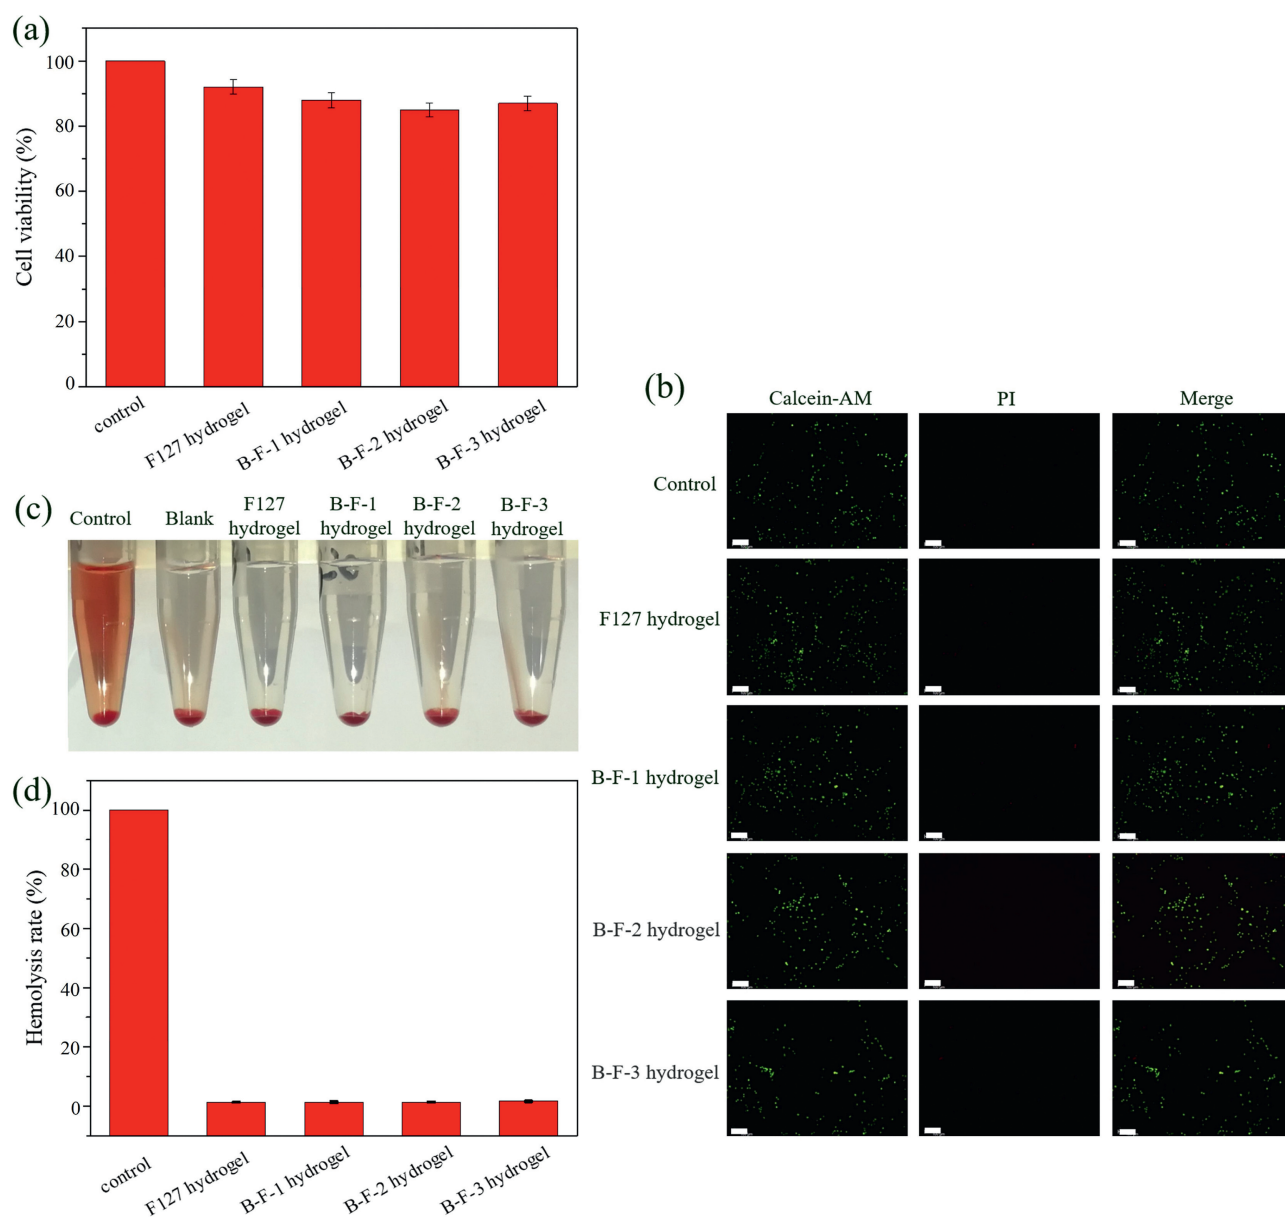 (a)
Cell viability (%)
100
80
60
40
20
0
control
F127 hydrogel
B-F-1 hydrogel
B-F-2 hydrogel
B-F-3 hydrogel
(b)
Calcein-AM
PI
Merge
Control
F127 hydrogel
B-F-1 hydrogel
B-F-2 hydrogel
B-F-3 hydrogel
(c)
Control
Blank
F127
hydrogel
B-F-1
hydrogel
B-F-2
hydrogel
B-F-3
hydrogel
(d)
Hemolysis rate (%)
100
80
60
40
20
0
control
F127 hydrogel
B-F-1 hydrogel
B-F-2 hydrogel
B-F-3 hydrogel